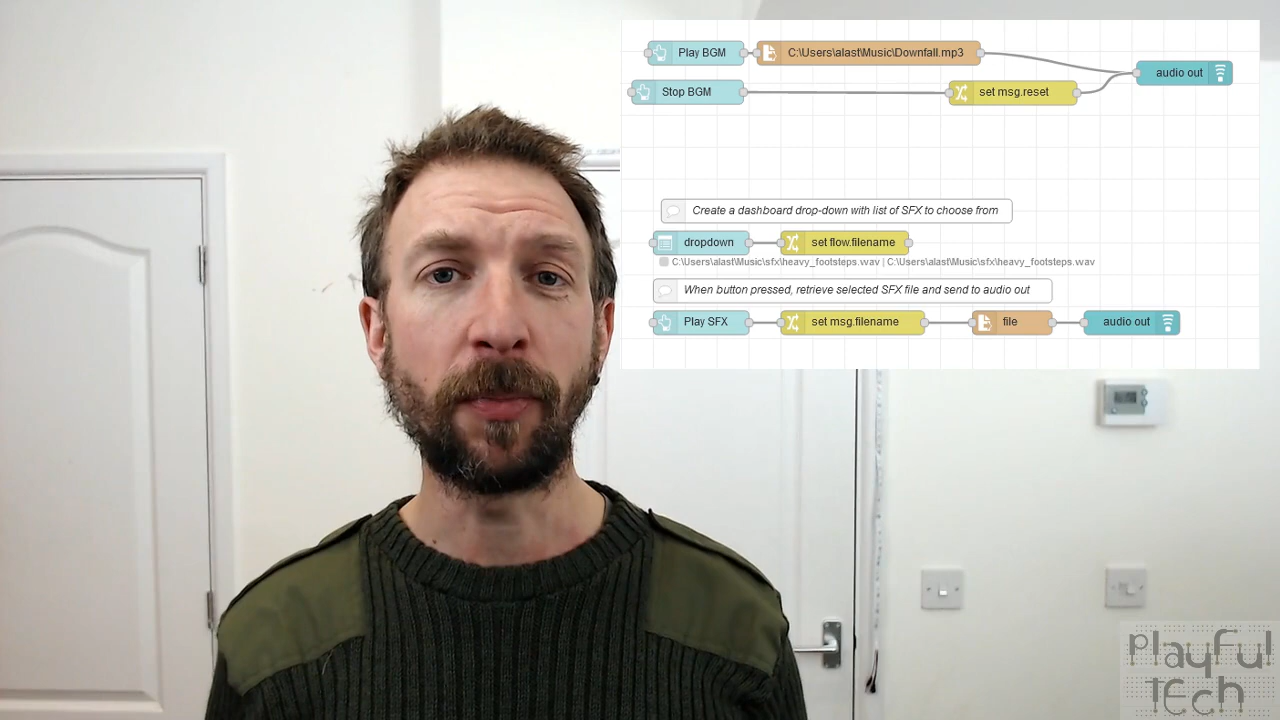 Play BGM
C:\Users\alast\Music\Downfall.mp3
audio out
Stop BGM
set msg.reset
Create a dashboard drop-down with list of SFX to choose from
dropdown
set flow.filename
C:\Users\alast\Music\sfx\heavy_footsteps.wav | C:\Users\alast\Music\sfx\heavy_footsteps.wav
When button pressed, retrieve selected SFX file and send to audio out
Play SFX
set msg.filename
file
audio out
Playful
Tech